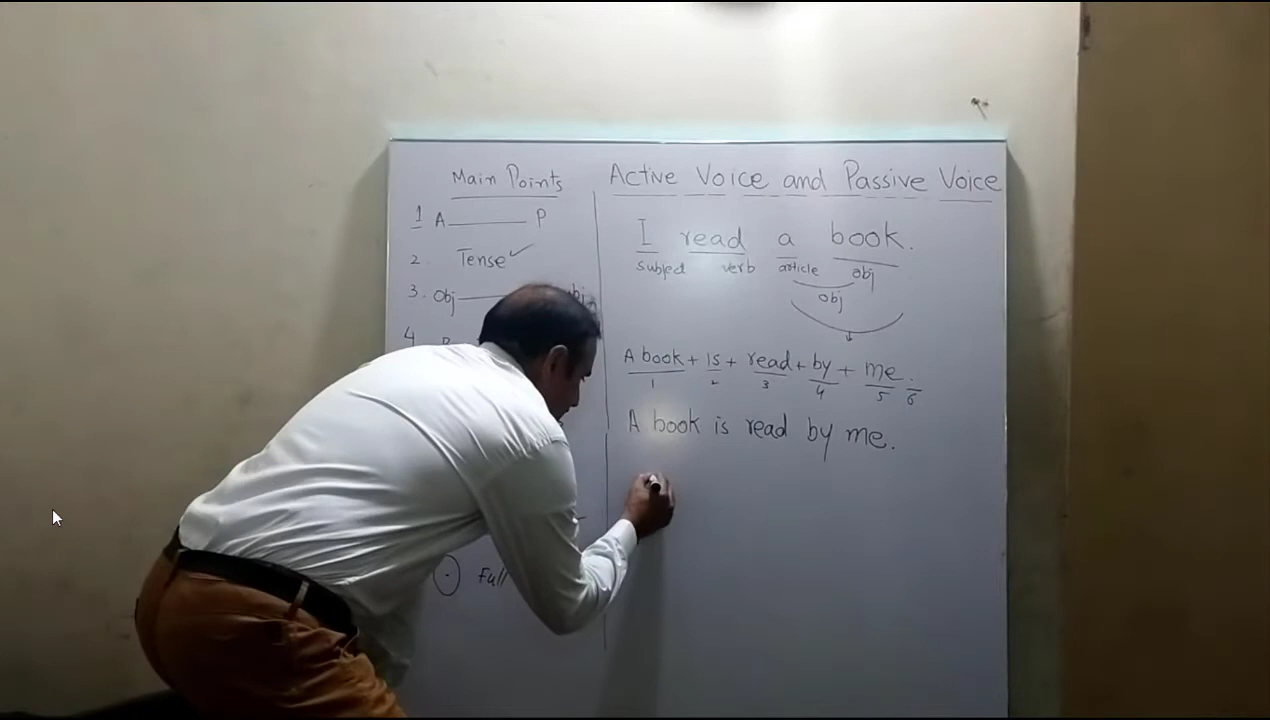 Main Points
1 A P
2 Tense
3. Obj
4
Full
Active Voice and Passive Voice
I read a book.
subject verb article obj
obj
A book + is + read + by + me.
1 2 3 4 5 6
A book is read by me.